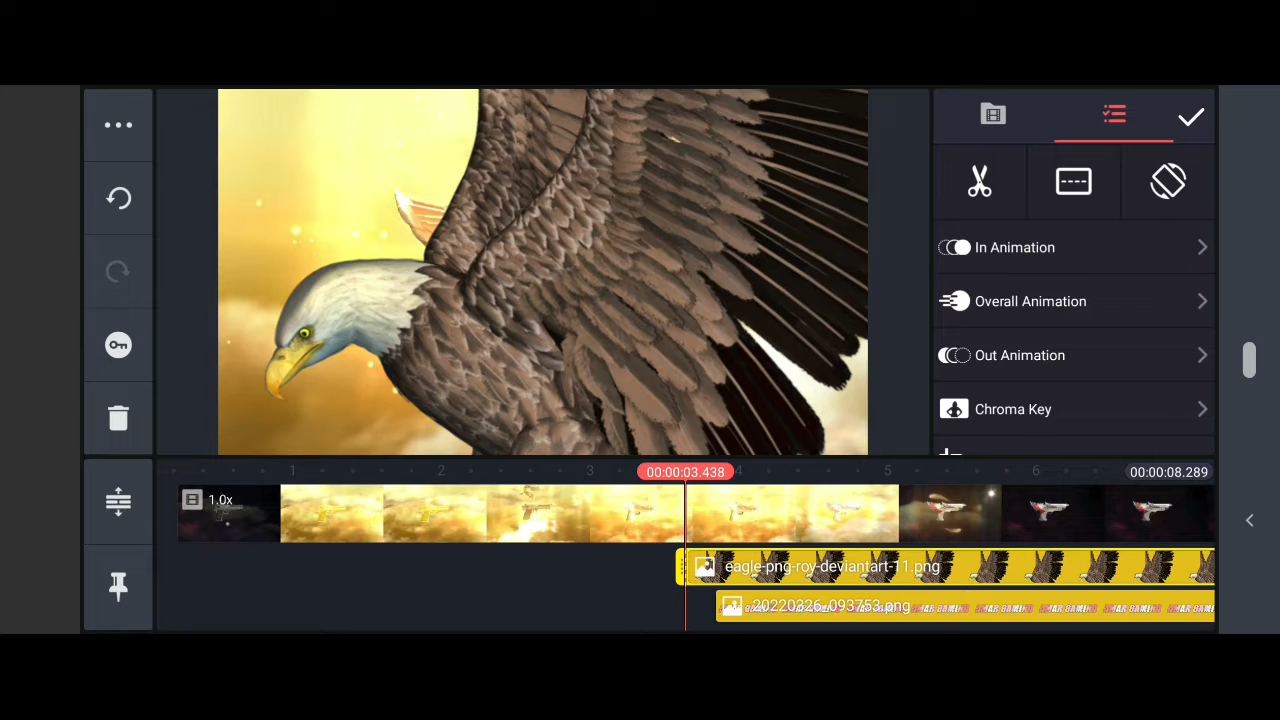 In Animation
Overall Animation
Out Animation
Chroma Key
1 2 3 00:00:03.438 4 5 6 00:00:08.289
1.0x
eagle-png-roy-deviantart-11.png
20220326_093753.png